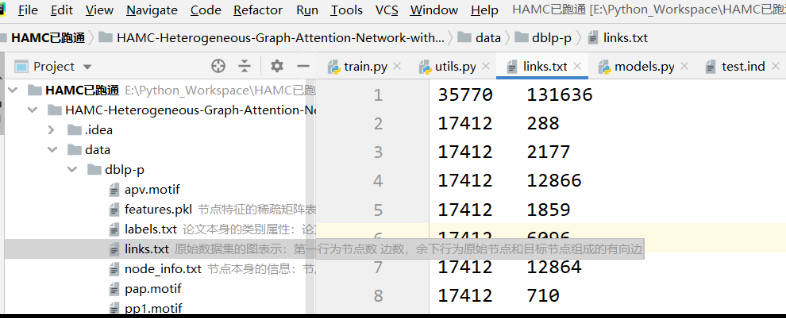 File Edit View Navigate Code Refactor Run Tools VCS Window Help HAMC已跑通 [E:\Python_Workspace\HAMC已跑
HAMC已跑通 HAMC-Heterogeneous-Graph-Attention-Network-with... data dblp-p links.txt
Project train.py utils.py links.txt models.py test.ind
HAMC已跑通 E:\Python_Workspace\HAMC已跑
HAMC-Heterogeneous-Graph-Attention-Ne
.idea
data
dblp-p
apv.motif
features.pkl 节点特征的稀疏矩阵表
labels.txt 论文本身的类别属性：论
links.txt 原始数据集的图表示：第一行为节点数 边数，余下行为原始节点和目标节点组成的有向边
node_info.txt 节点本身的信息：节
pap.motif
pp1.motif
1 35770 131636
2 17412 288
3 17412 2177
4 17412 12866
5 17412 1859
6 17412 6096
7 17412 12864
8 17412 710